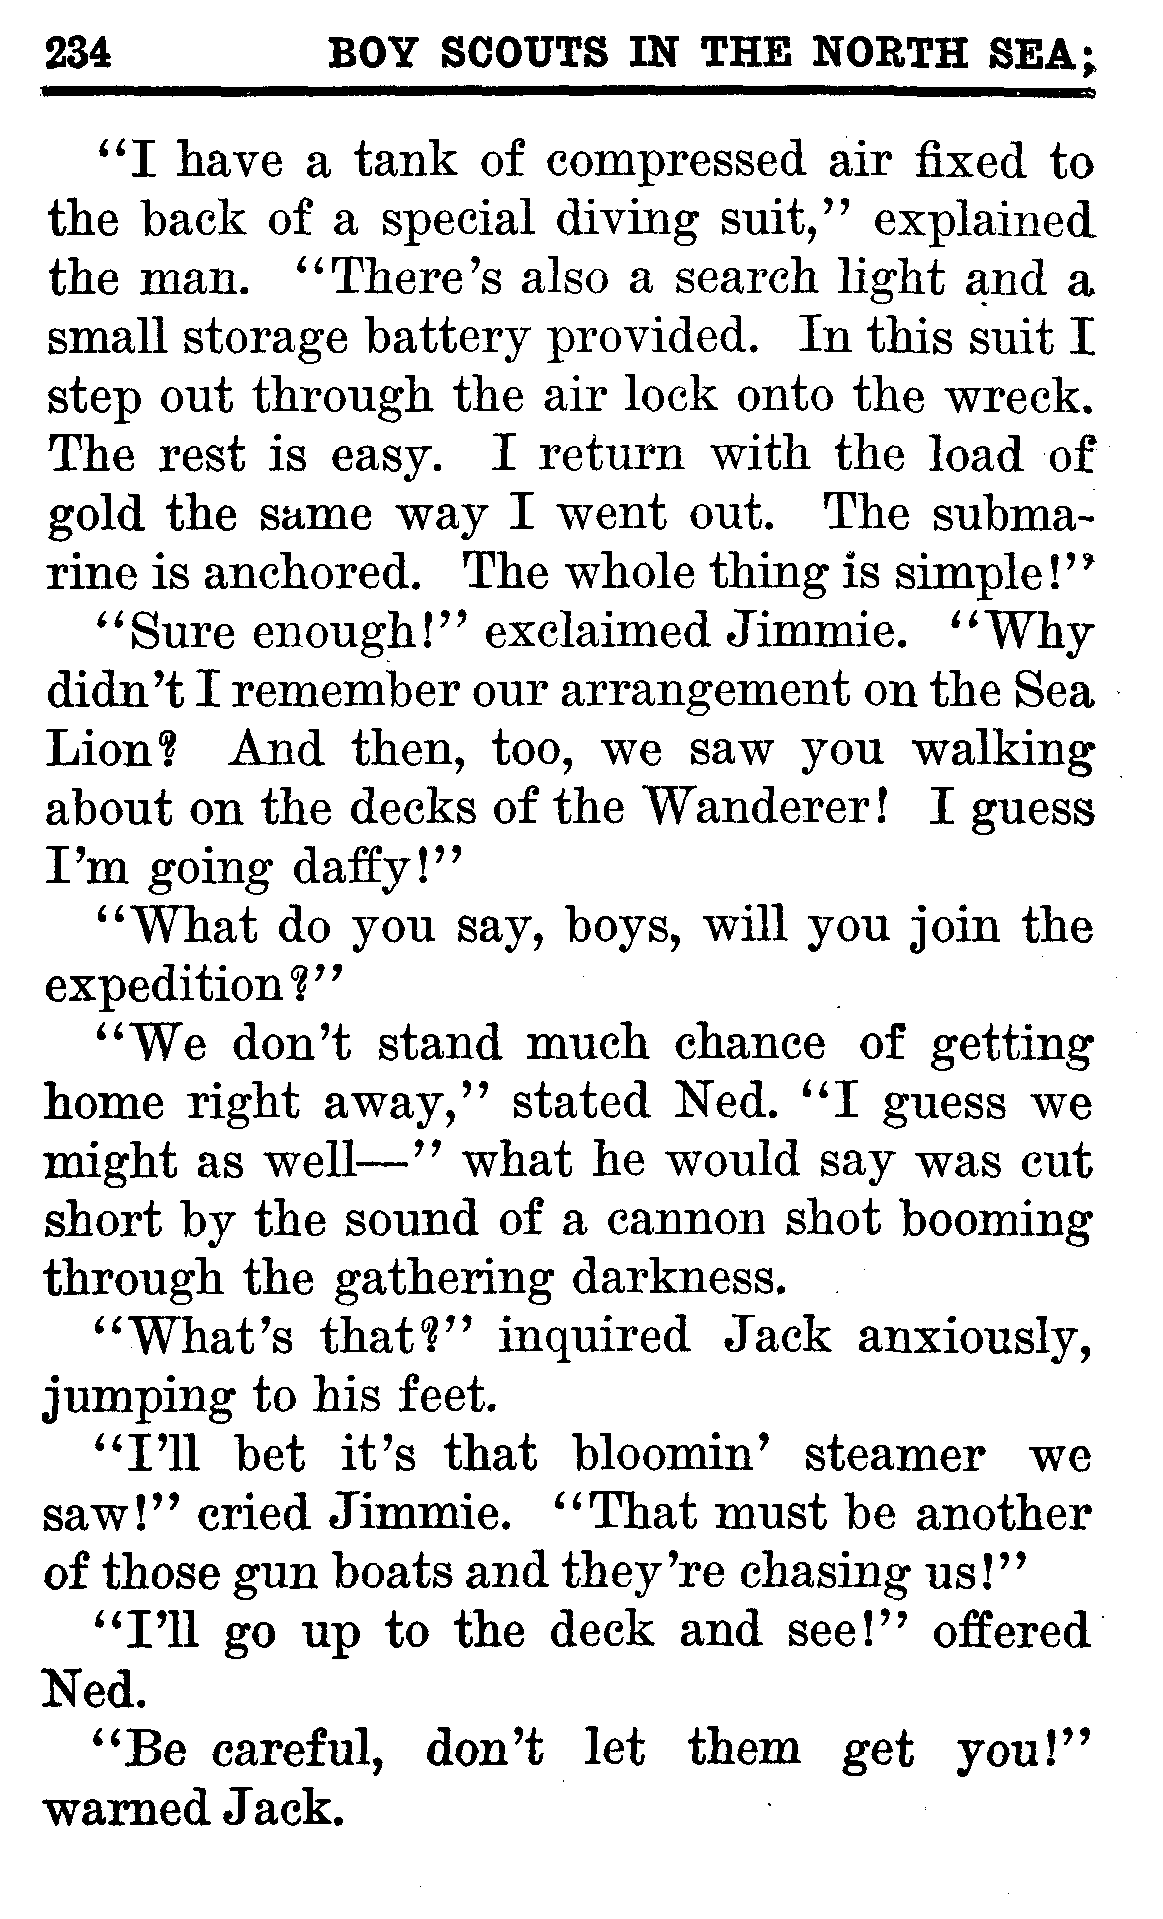 234 BOY SCOUTS IN THE NORTH SEA;
“I have a tank of compressed air fixed to
the back of a special diving suit,” explained
the man. “There’s also a search light and a
small storage battery provided. In this suit I
step out through the air lock onto the wreck.
The rest is easy. I return with the load of
gold the same way I went out. The subma-
rine is anchored. The whole thing is simple!”
“Sure enough!” exclaimed Jimmie. “Why
didn’t I remember our arrangement on the Sea
Lion? And then, too, we saw you walking
about on the decks of the Wanderer! I guess
I’m going daffy!”
“What do you say, boys, will you join the
expedition?”
“We don’t stand much chance of getting
home right away,” stated Ned. “I guess we
might as well—” what he would say was cut
short by the sound of a cannon shot booming
through the gathering darkness.
“What’s that?” inquired Jack anxiously,
jumping to his feet.
“I’ll bet it’s that bloomin’ steamer we
saw!” cried Jimmie. “That must be another
of those gun boats and they’re chasing us!”
“I’ll go up to the deck and see!” offered
Ned.
“Be careful, don’t let them get you!”
warned Jack.